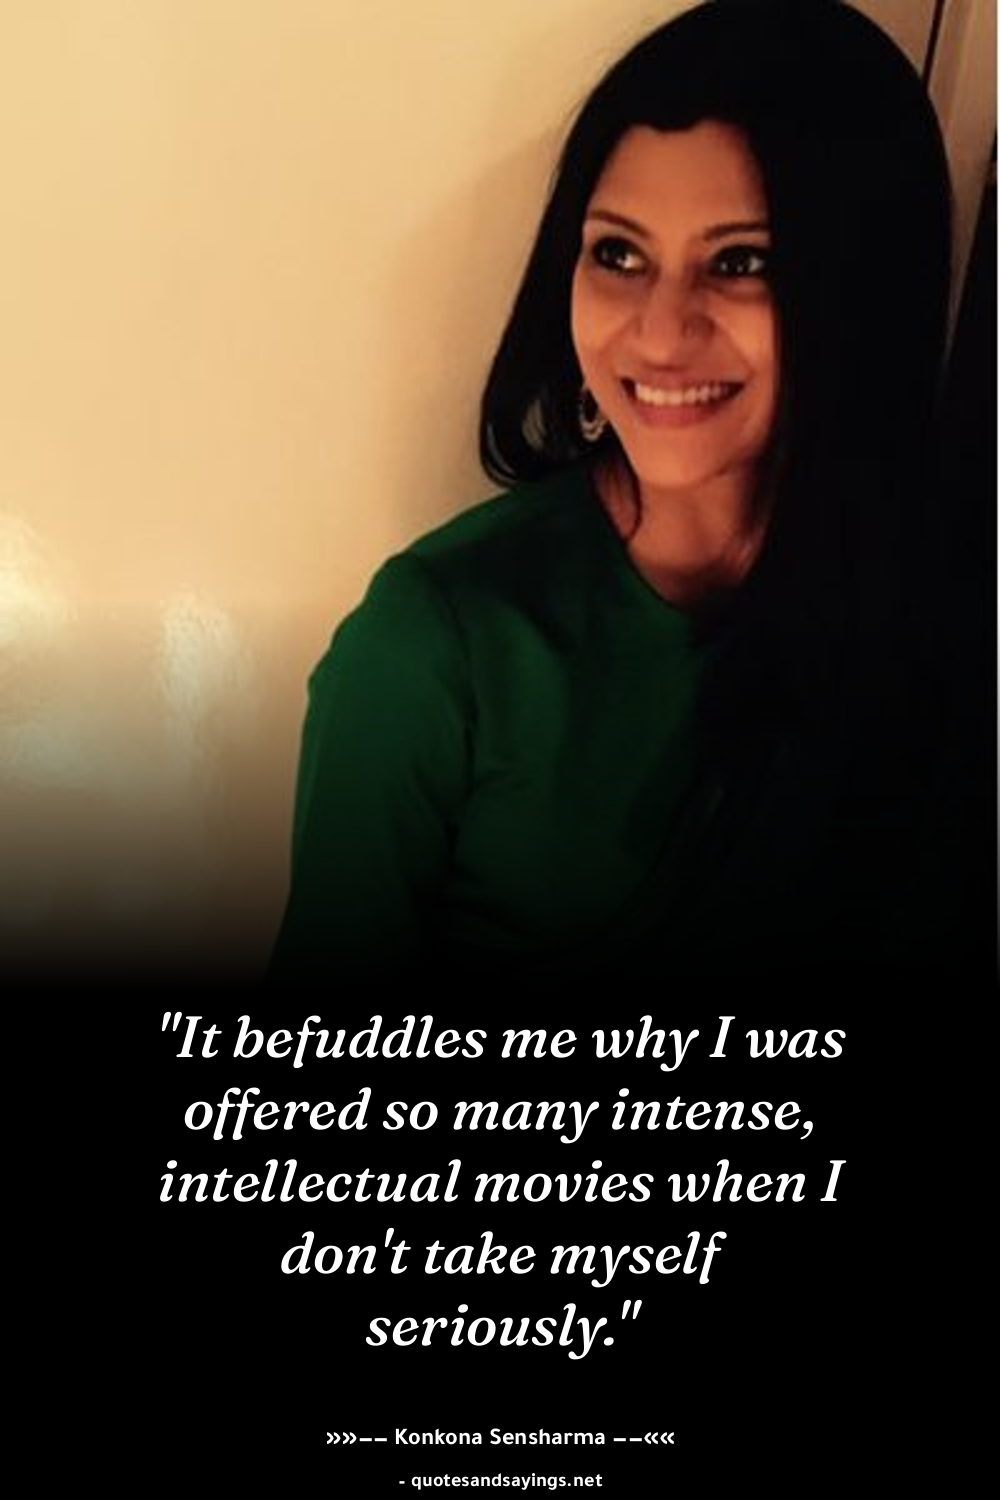 "It befuddles me why I was
offered so many intense,
intellectual movies when I
don't take myself
seriously."
»»—— Konkona Sensharma ——««
- quotesandsayings.net